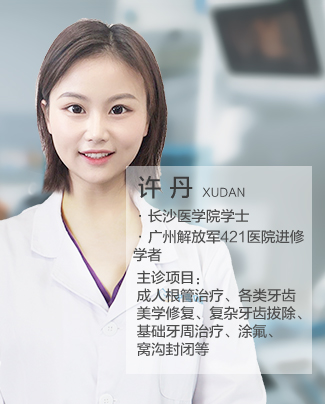 许 丹 XUDAN
· 长沙医学院学士
· 广州解放军421医院进修
学者
主诊项目：
成人根管治疗、各类牙齿
美学修复、复杂牙齿拔除、
基础牙周治疗、涂氟、
窝沟封闭等